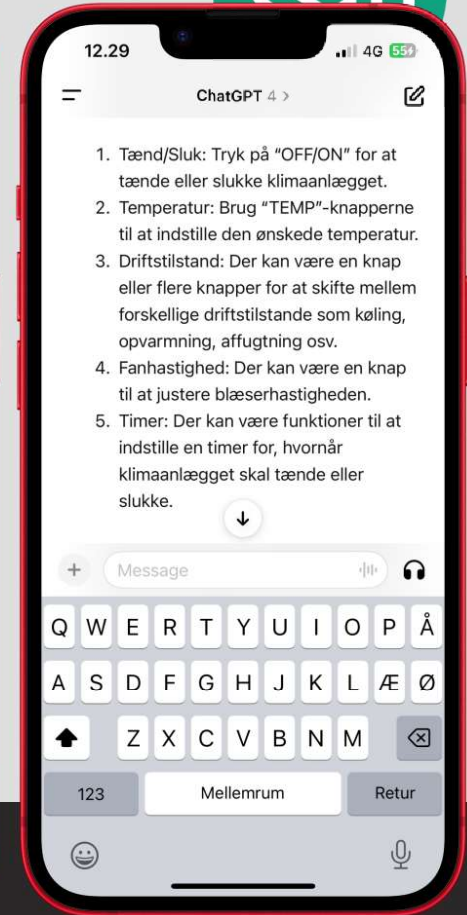 12.29
4G 55
ChatGPT 4 >
1. Tænd/Sluk: Tryk på “OFF/ON” for at
tænde eller slukke klimaanlægget.
2. Temperatur: Brug “TEMP”-knapperne
til at indstille den ønskede temperatur.
3. Driftstilstand: Der kan være en knap
eller flere knapper for at skifte mellem
forskellige driftstilstande som køling,
opvarmning, affugtning osv.
4. Fanhastighed: Der kan være en knap
til at justere blæserhastigheden.
5. Timer: Der kan være funktioner til at
indstille en timer for, hvornår
klimaanlægget skal tænde eller
slukke.
Message
Q W E R T Y U I O P Å
A S D F G H J K L Æ Ø
Z X C V B N M
123 Mellemrum Retur